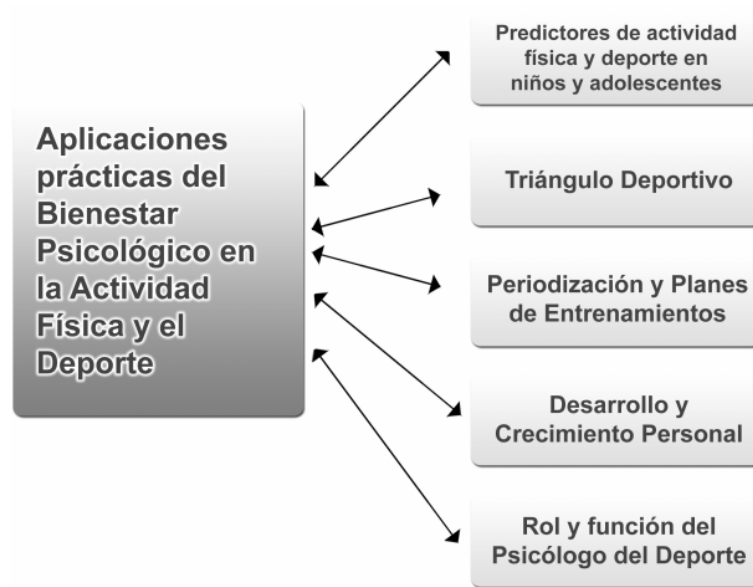 Aplicaciones
prácticas del
Bienestar
Psicológico en
la Actividad
Física y el
Deporte
Predictores de actividad
física y deporte en
niños y adolescentes
Triángulo Deportivo
Periodización y Planes
de Entrenamientos
Desarrollo y
Crecimiento Personal
Rol y función del
Psicólogo del Deporte